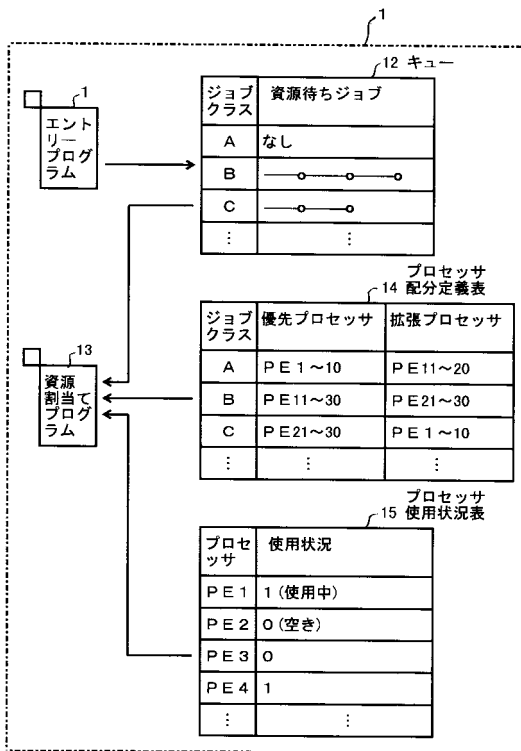 1
12 キュー
ジョブクラス 資源待ちジョブ
A なし
B
C
⋮ ⋮
1
エント
リー
プログ
ラム
プロセッサ
14 配分定義表
ジョブクラス 優先プロセッサ 拡張プロセッサ
A PE1～10 PE11～20
B PE11～30 PE21～30
C PE21～30 PE1～10
⋮ ⋮ ⋮
13
資源
割当て
プログ
ラム
プロセッサ
15 使用状況表
プロセッサ 使用状況
PE1 1(使用中)
PE2 0(空き)
PE3 0
PE4 1
⋮ ⋮